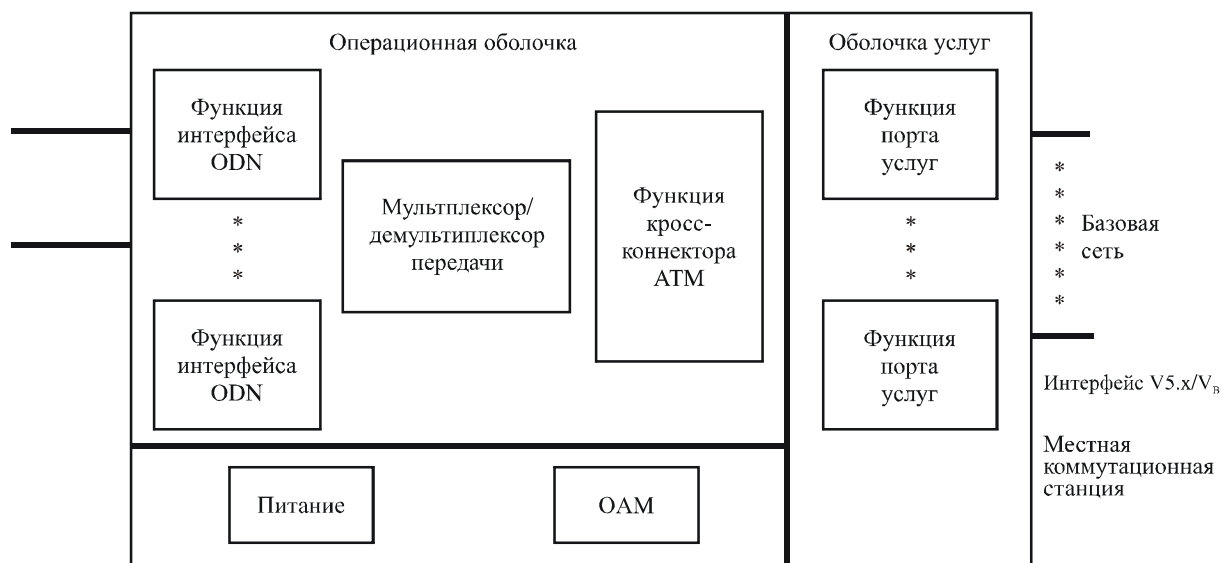 Операционная оболочка
Оболочка услуг
Функция
интерфейса
ODN
*
*
*
Функция
интерфейса
ODN
Мультплексор/
демультиплексор
передачи
Функция
кросс-
коннектора
ATM
Функция
порта
услуг
*
*
*
Функция
порта
услуг
*
*
*
*
*
*
Базовая
сеть
Интерфейс V5.x/VB
Местная
коммутационная
станция
Питание
OAM